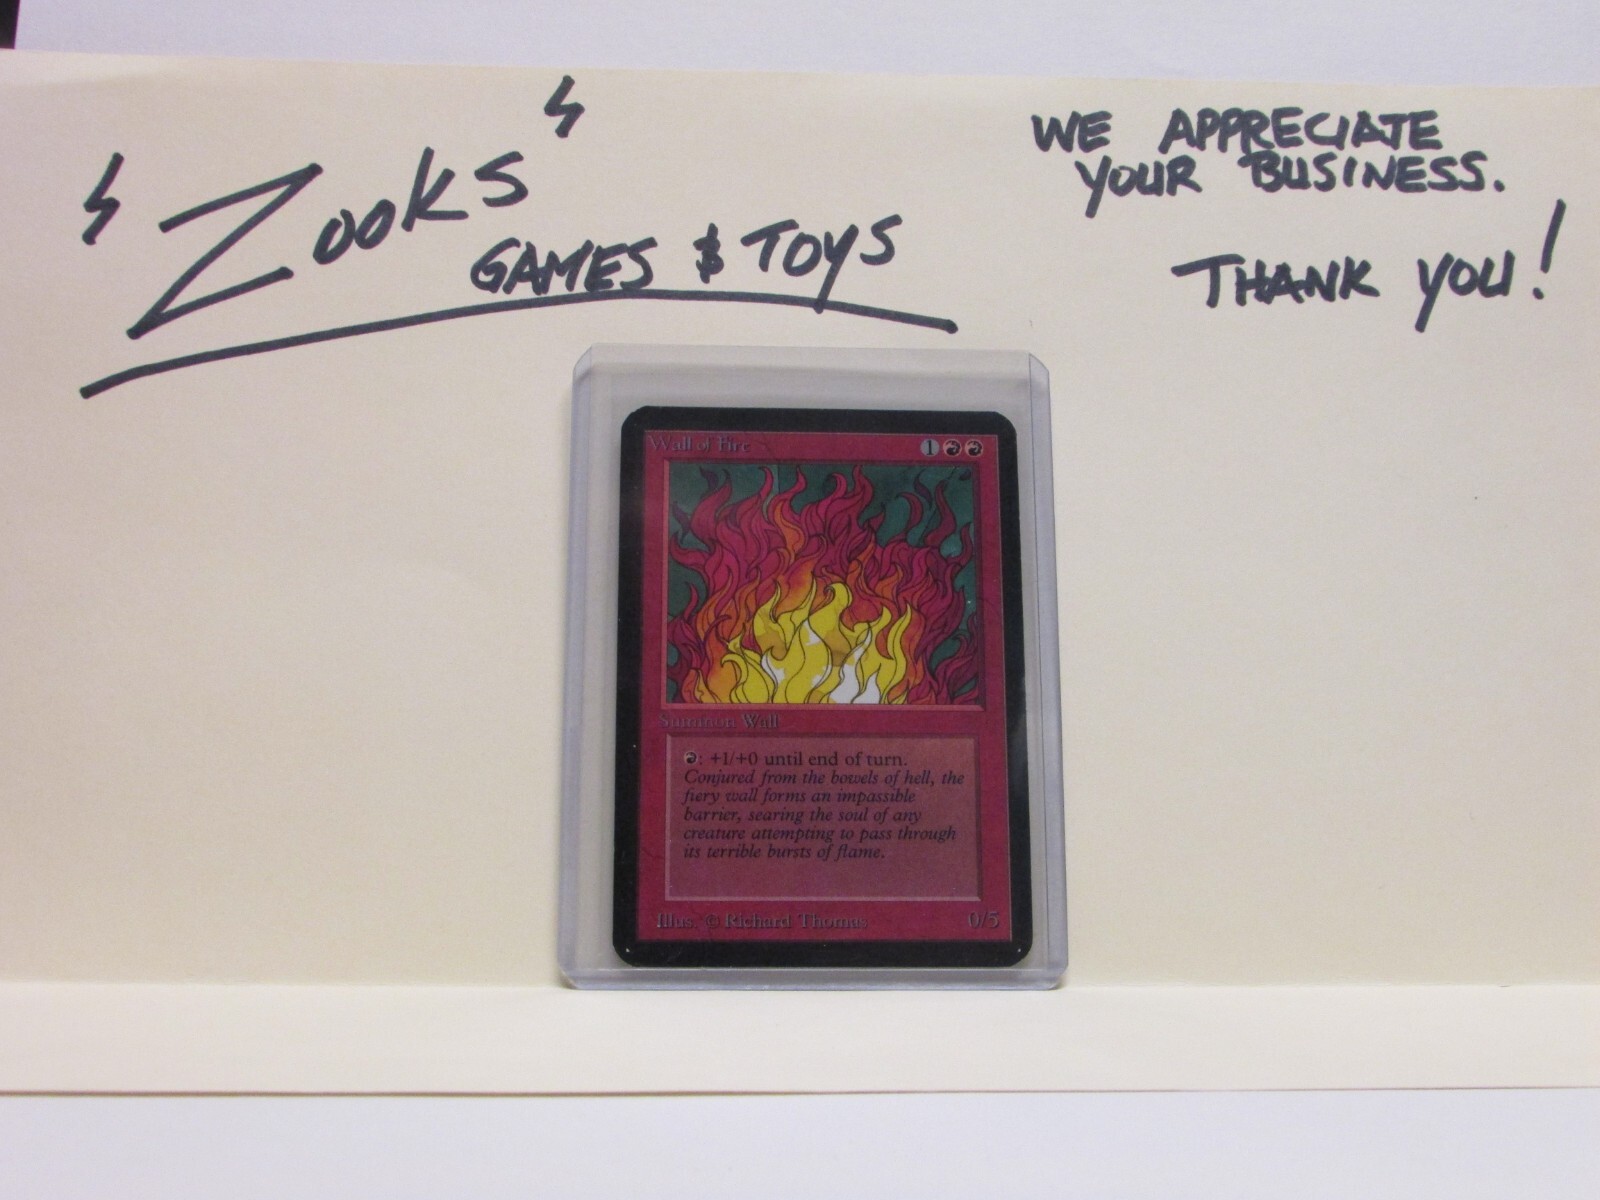 Zooks
GAMES & TOYS
WE APPRECIATE
YOUR BUSINESS.
THANK YOU!
Wall of Fire
1
Summon Wall
: +1/+0 until end of turn.
Conjured from the bowels of hell, the
fiery wall forms an impassible
barrier, searing the soul of any
creature attempting to pass through
its terrible bursts of flame.
Illus. © Richard Thomas
0/5